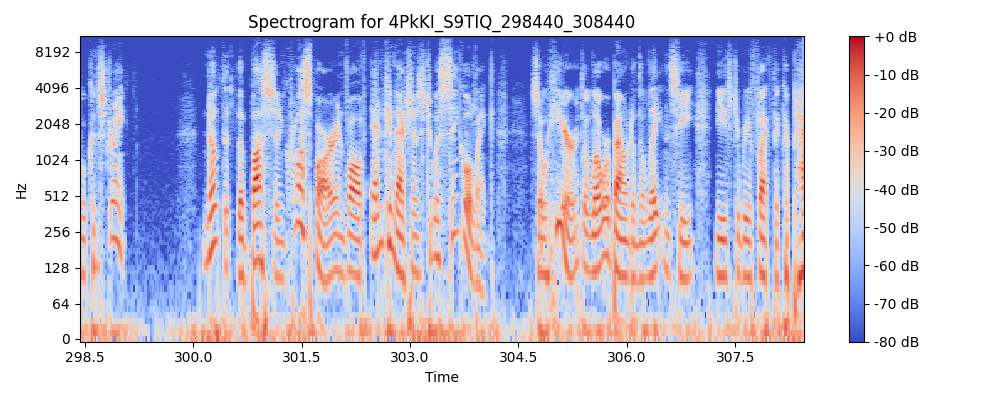 Spectrogram for 4PkKI_S9TIQ_298440_308440
Hz
8192
4096
2048
1024
512
256
128
64
0
298.5 300.0 301.5 303.0 304.5 306.0 307.5
Time
+0 dB
-10 dB
-20 dB
-30 dB
-40 dB
-50 dB
-60 dB
-70 dB
-80 dB